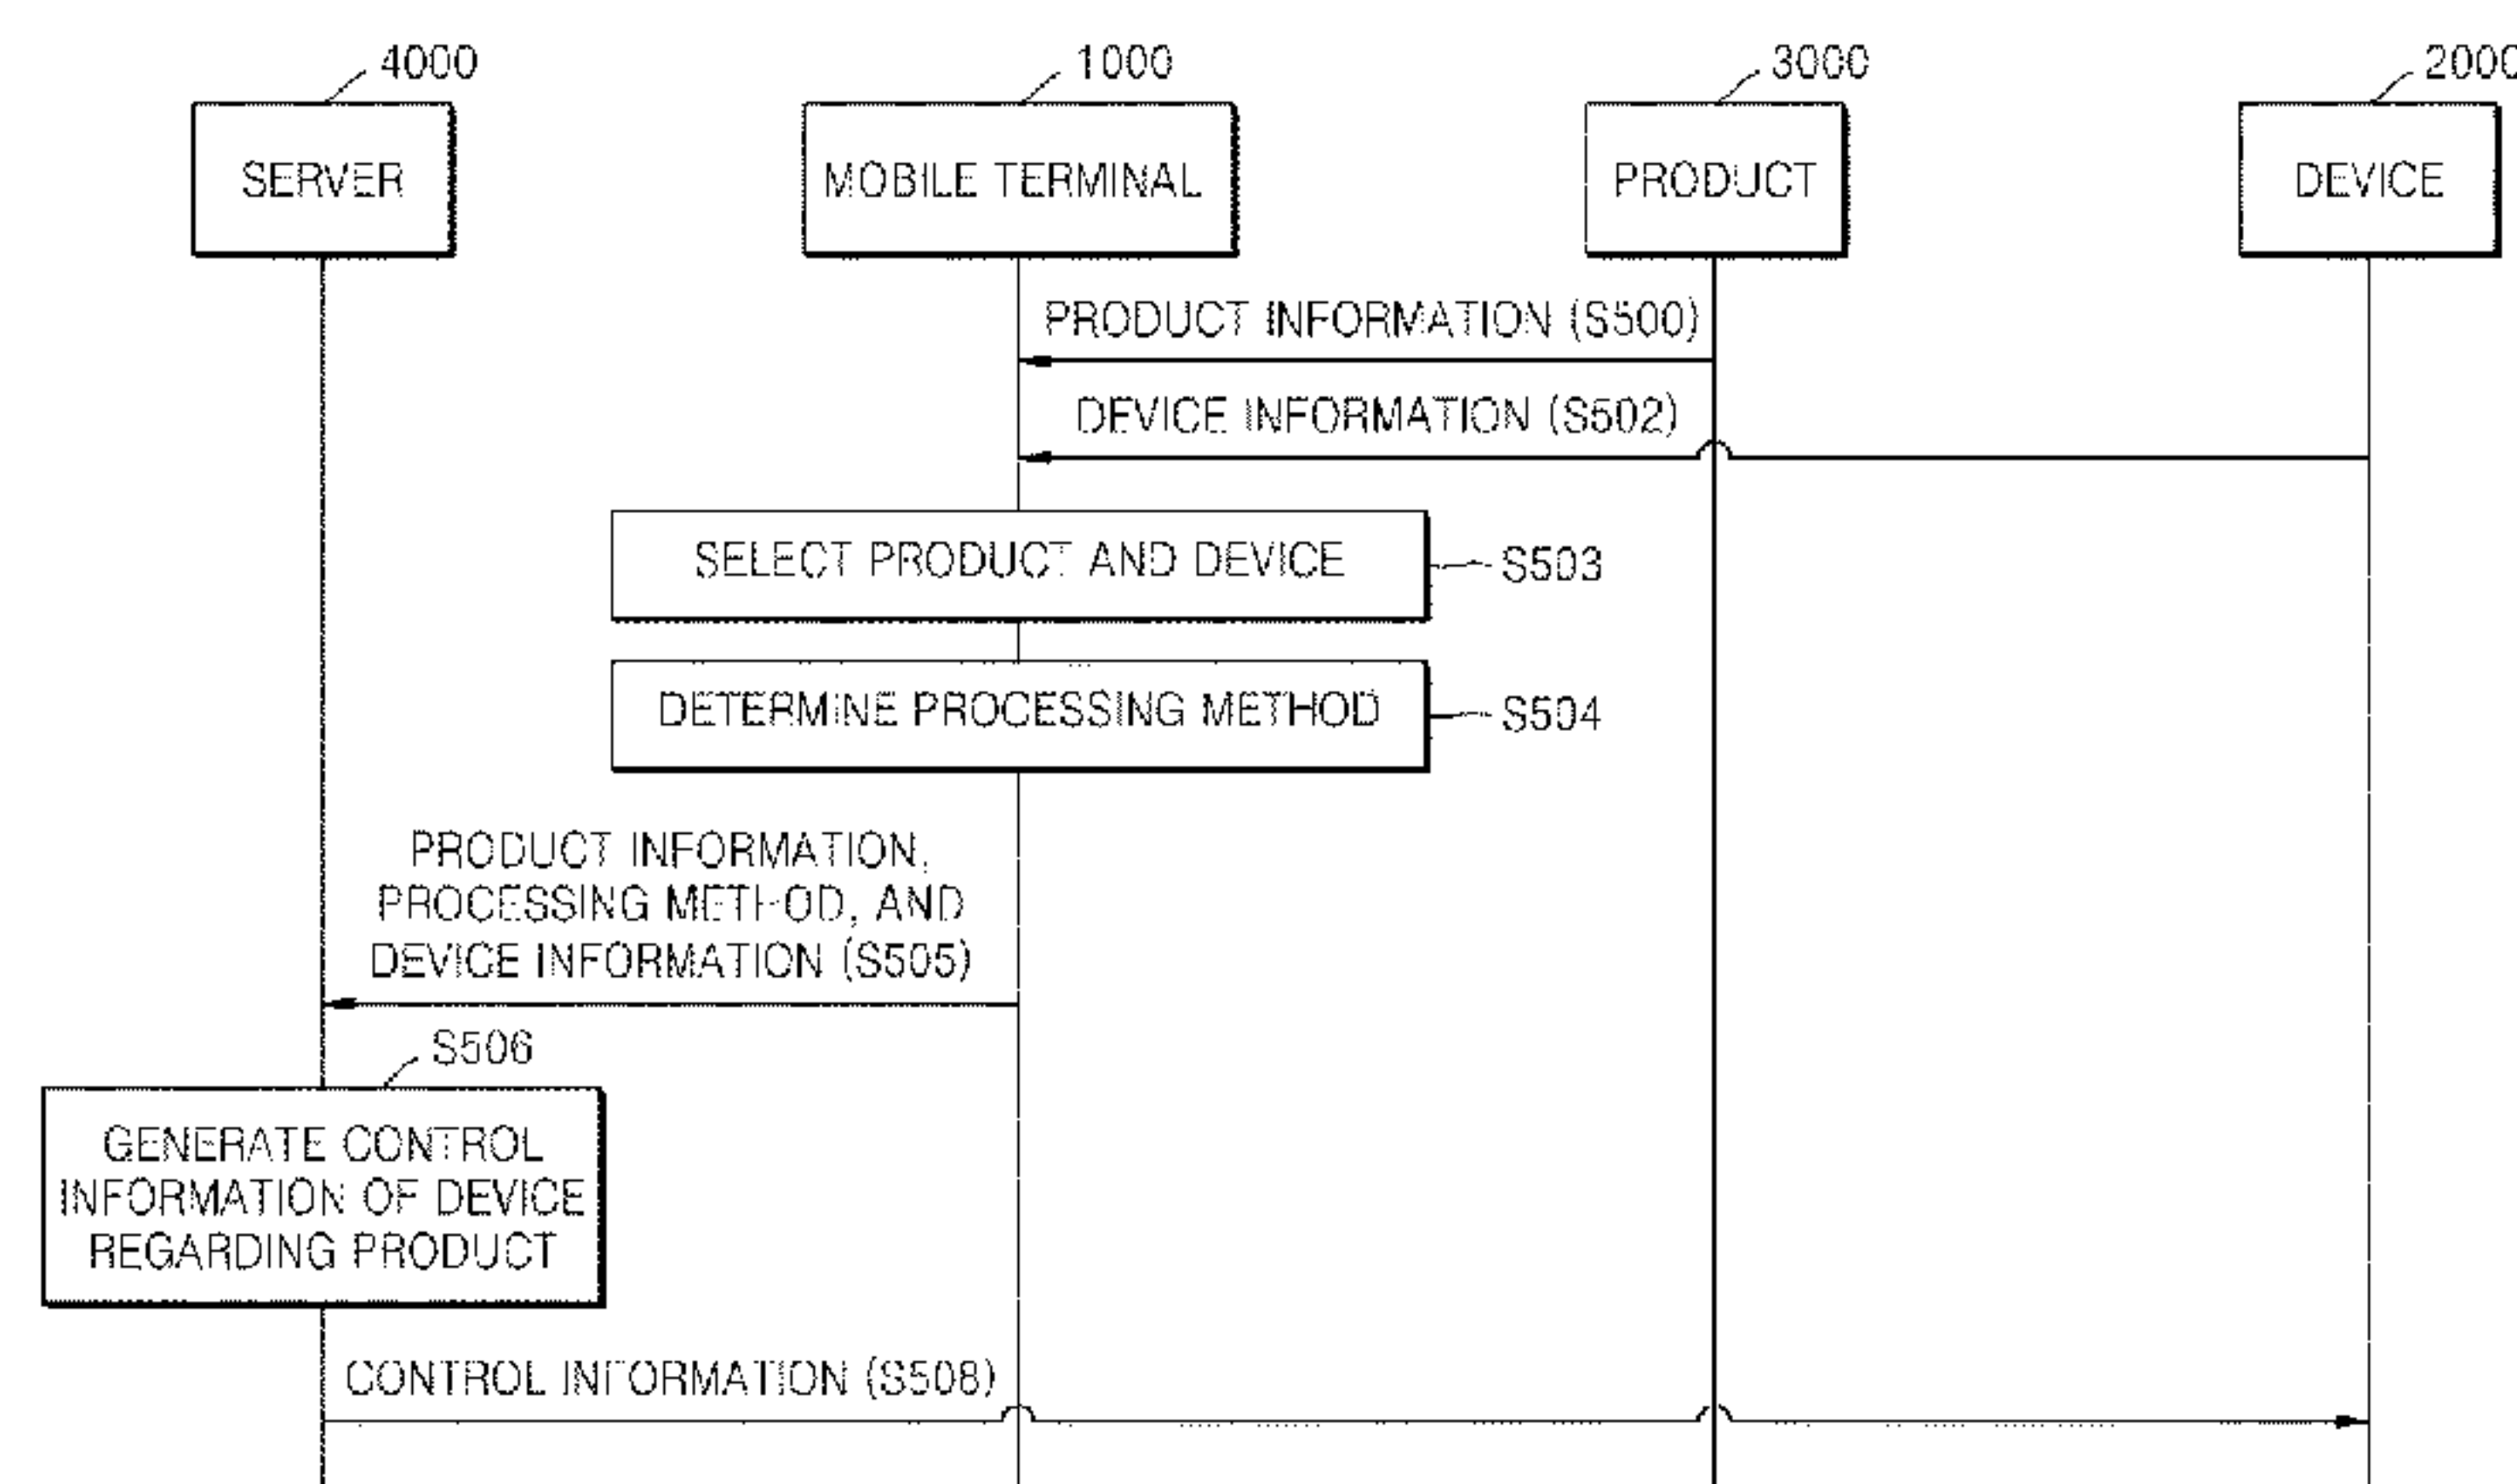 4000
1000
3000
2000
SERVER
MOBILE TERMINAL
PRODUCT
DEVICE
PRODUCT INFORMATION (S500)
DEVICE INFORMATION (S502)
SELECT PRODUCT AND DEVICE
S503
DETERMINE PROCESSING METHOD
S504
PRODUCT INFORMATION,
PROCESSING METHOD, AND
DEVICE INFORMATION (S505)
S506
GENERATE CONTROL
INFORMATION OF DEVICE
REGARDING PRODUCT
CONTROL INFORMATION (S508)